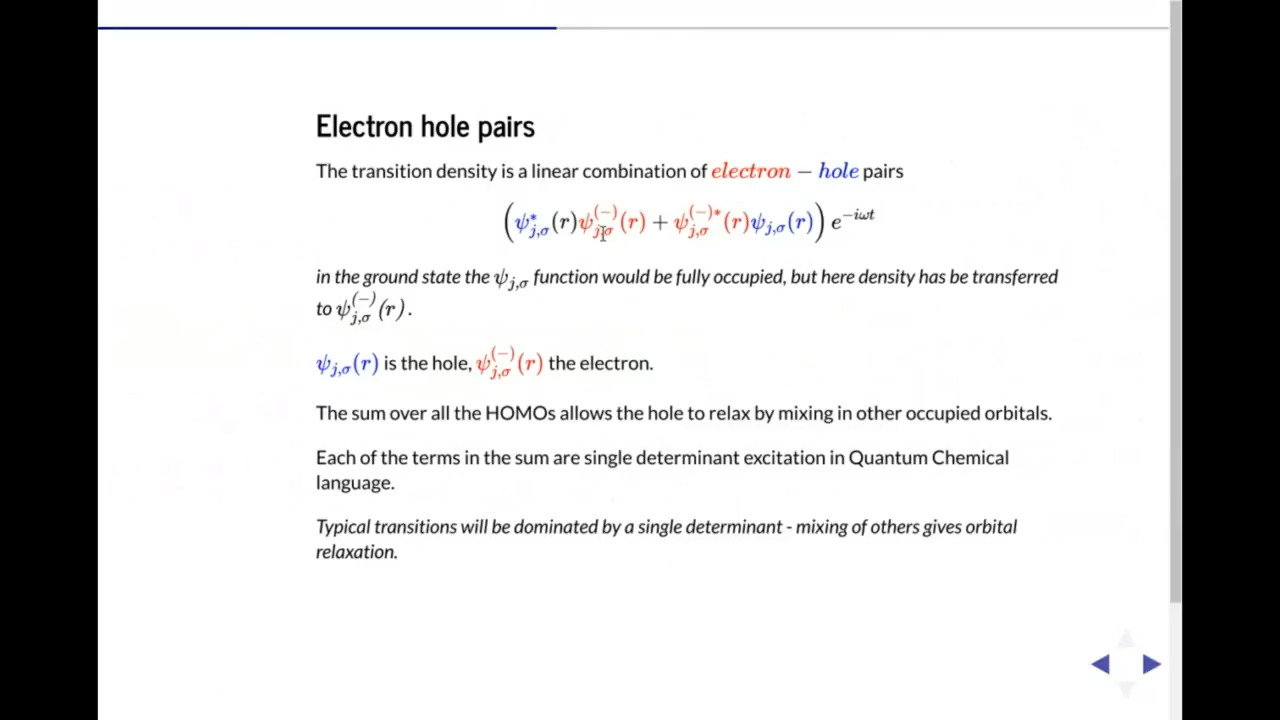 Electron hole pairs
The transition density is a linear combination of electron − hole pairs
(ψ*j,σ(r)ψ(−)j,σ(r) + ψ(−)*j,σ(r)ψj,σ(r)) e−iωt
in the ground state the ψj,σ function would be fully occupied, but here density has be transferred
to ψ(−)j,σ(r).
ψj,σ(r) is the hole, ψ(−)j,σ(r) the electron.
The sum over all the HOMOs allows the hole to relax by mixing in other occupied orbitals.
Each of the terms in the sum are single determinant excitation in Quantum Chemical
language.
Typical transitions will be dominated by a single determinant - mixing of others gives orbital
relaxation.